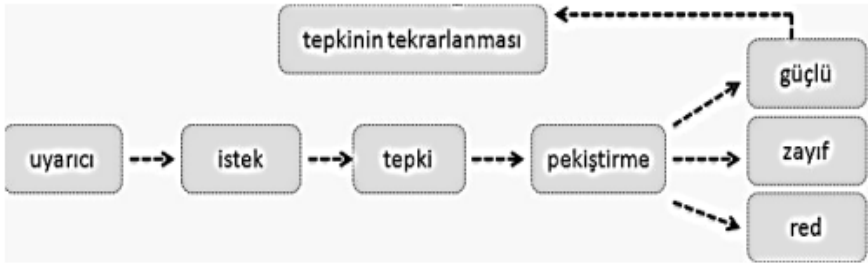 tepkinin tekrarlanması
güçlü
uyarıcı
istek
tepki
pekiştirme
zayıf
red